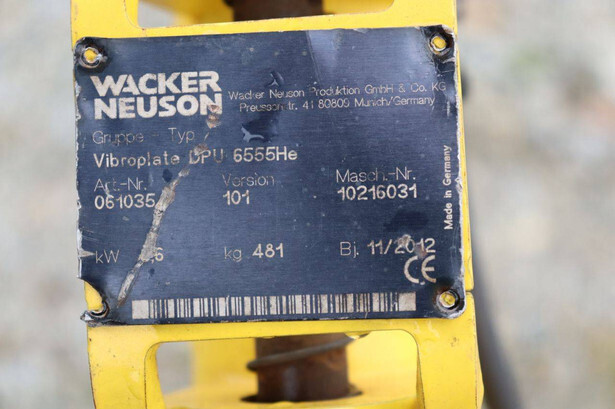 WACKER
NEUSON
Wacker Neuson Produktion GmbH & Co. KG
41 80809 Munich/Germany
Gruppe Typ
Vibroplate DPU 6555He
Art-Nr. Version Masch.-Nr.
061035 101 10216031
kW kg 481 Bj. 11/2012
CE
Made in Germany